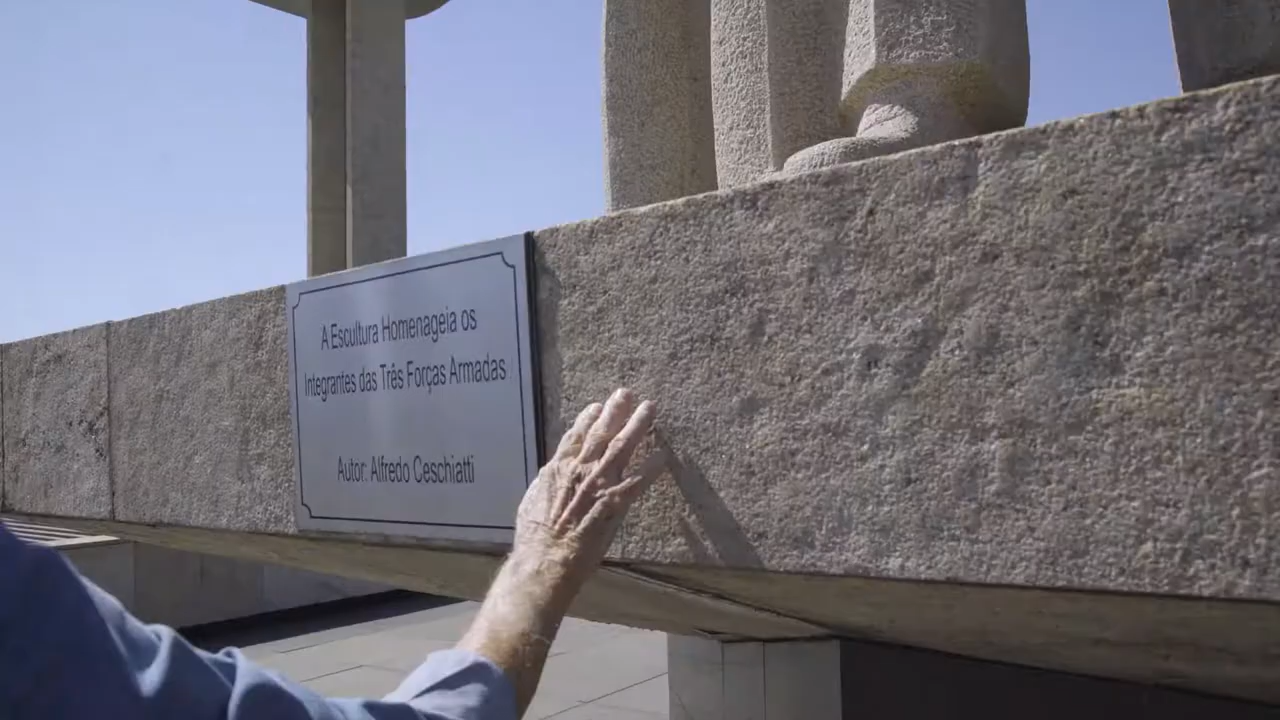 A Escultura Homenageia os
Integrantes das Três Forças Armadas
Autor: Alfredo Ceschiatti